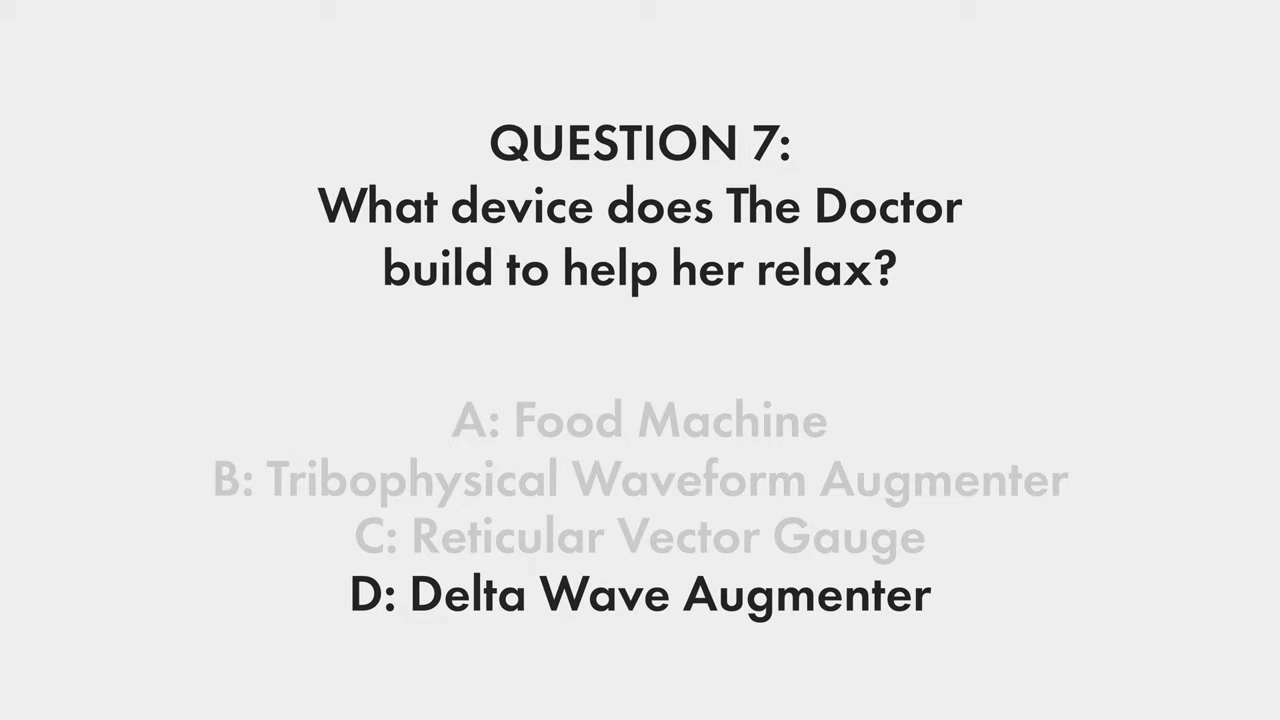 QUESTION 7:
What device does The Doctor
build to help her relax?
A: Food Machine
B: Tribophysical Waveform Augmenter
C: Reticular Vector Gauge
D: Delta Wave Augmenter